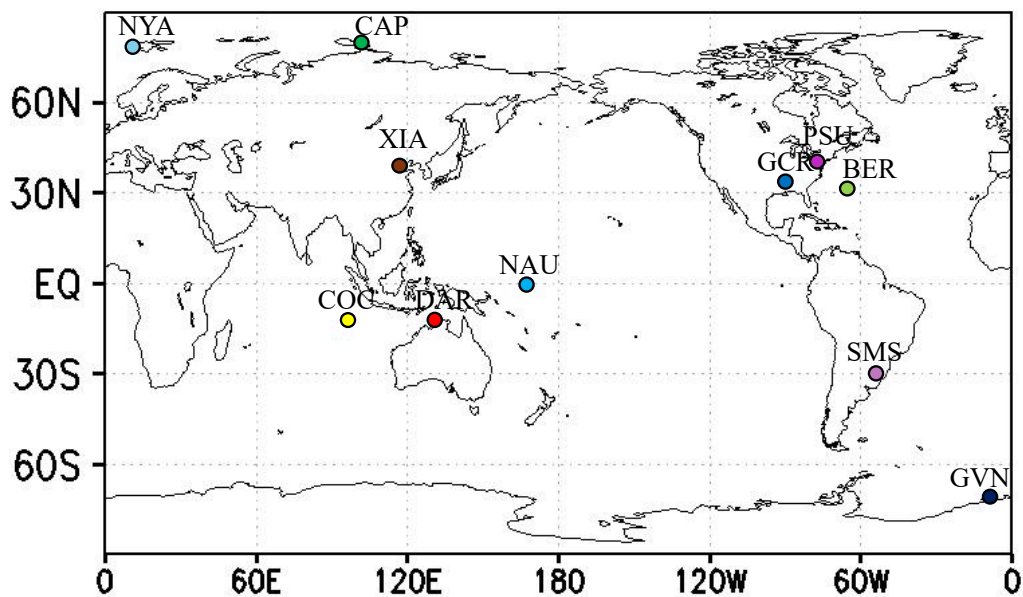 NYA
CAP
60N
XIA
PSU
GCR
BER
30N
NAU
EQ
COC
DAR
SMS
30S
60S
GVN
0
60E
120E
180
120W
60W
0